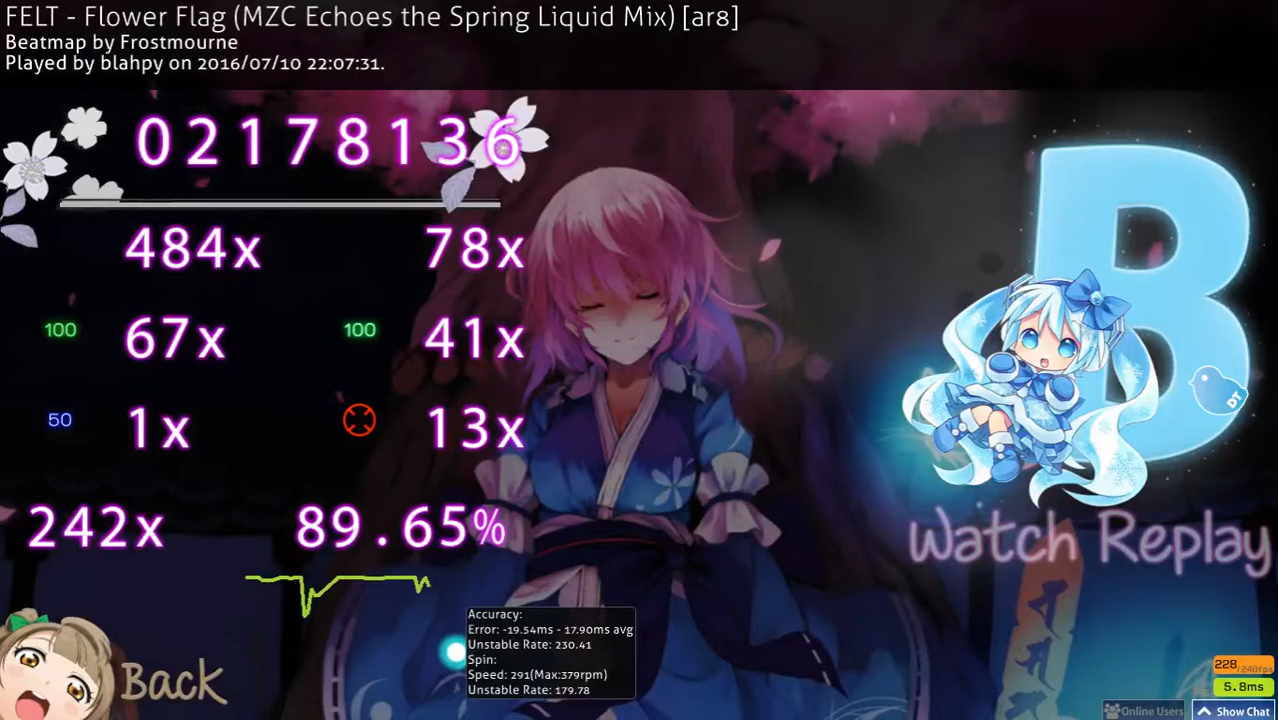 FELT - Flower Flag (MZC Echoes the Spring Liquid Mix) [ar8]
Beatmap by Frostmourne
Played by blahpy on 2016/07/10 22:07:31.
02178136
484x 78x
100 67x 100 41x
50 1x 13x
242x 89.65%
B
DT
Watch Replay
Accuracy:
Error: -19.54ms - 17.90ms avg
Unstable Rate: 230.41
Spin:
Speed: 291(Max:379rpm)
Unstable Rate: 179.78
Back
228/248fps
5.8ms
Online Users
Show Chat